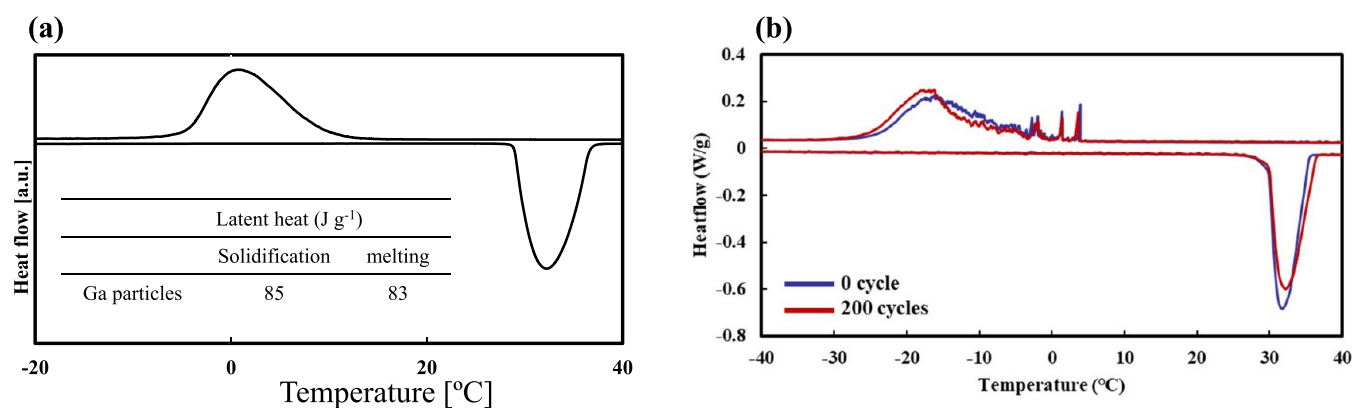 (a)
Heat flow [a.u.]
Latent heat (J g⁻¹)
Solidification melting
Ga particles 85 83
-20 0 20 40
Temperature [ºC]
(b)
Heatflow (W/g)
0.4
0.2
0
-0.2
-0.4
-0.6
-0.8
0 cycle
200 cycles
-40 -30 -20 -10 0 10 20 30 40
Temperature (°C)